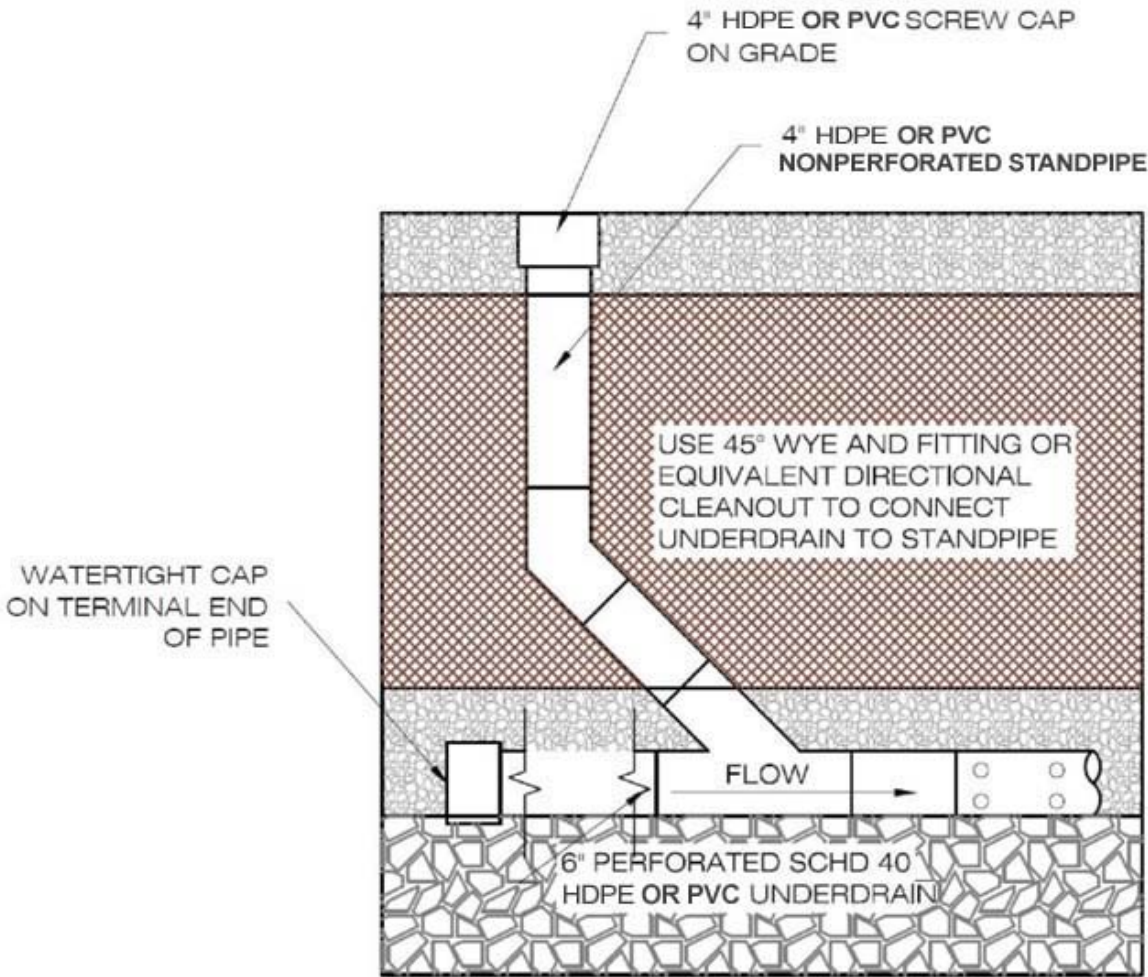 4" HDPE OR PVC SCREW CAP
ON GRADE
4" HDPE OR PVC
NONPERFORATED STANDPIPE
USE 45° WYE AND FITTING OR
EQUIVALENT DIRECTIONAL
CLEANOUT TO CONNECT
UNDERDRAIN TO STANDPIPE
WATERTIGHT CAP
ON TERMINAL END
OF PIPE
FLOW
6" PERFORATED SCHD 40
HDPE OR PVC UNDERDRAIN